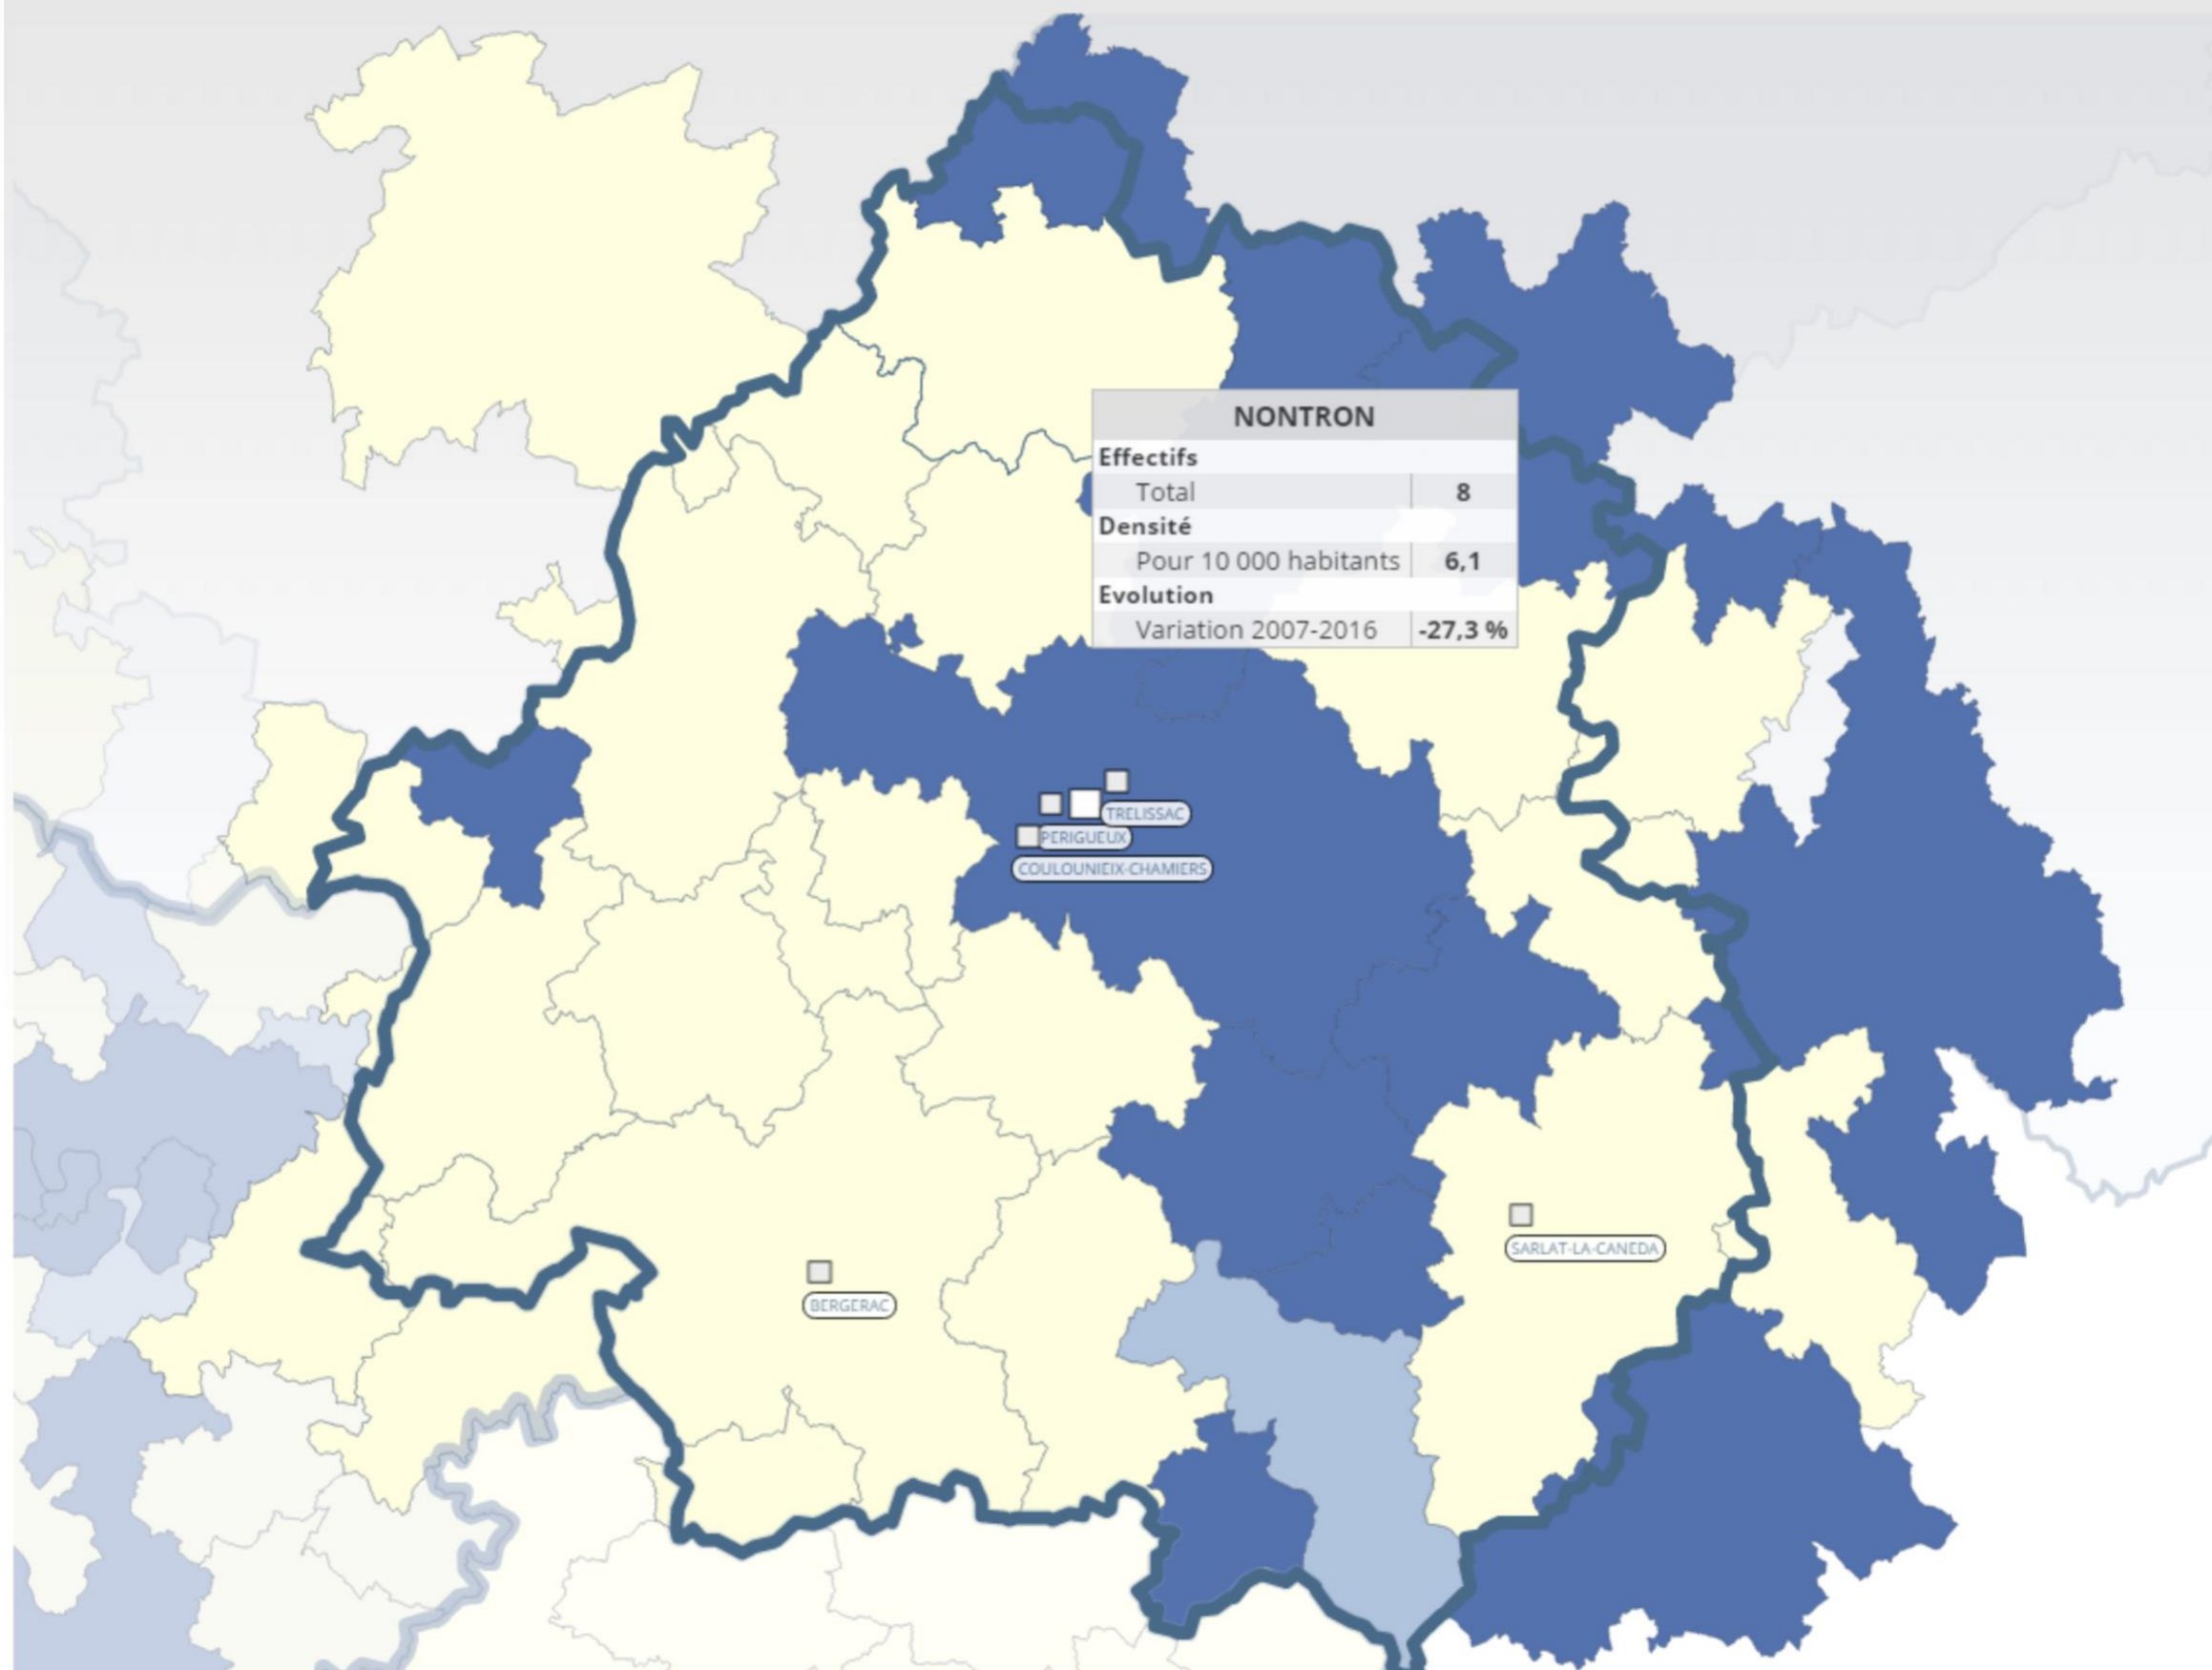 NONTRON
Effectifs
Total 8
Densité
Pour 10 000 habitants 6,1
Evolution
Variation 2007-2016 -27,3 %
TRELISSAC
PERIGUEUX
COULOUNIEIX-CHAMIERS
SARLAT-LA-CANEDA
BERGERAC